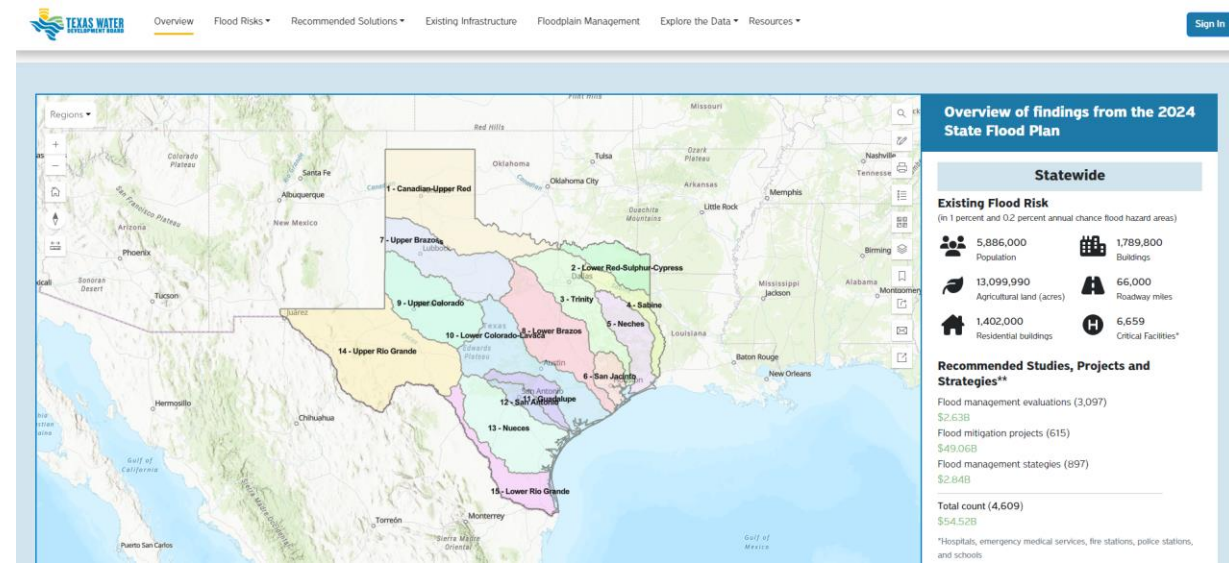 TEXAS WATER
DEVELOPMENT BOARD
Overview
Flood Risks
Recommended Solutions
Existing Infrastructure
Floodplain Management
Explore the Data
Resources
Sign In
Regions
Flint Hills
Missouri
Red Hills
Colorado
Plateau
Santa Fe
Albuquerque
San Francisco Plateau
Arizona
New Mexico
Phoenix
Sonoran
Desert
Tucson
Juárez
Oklahoma
Tulsa
Oklahoma City
Ozark
Plateau
Arkansas
Ouachita
Mountains
Little Rock
Memphis
Nashville
Tennessee
Birming
Mississippi
Jackson
Alabama
Montgomery
Louisiana
Baton Rouge
New Orleans
1 - Canadian-Upper Red
7 - Upper Brazos
Lubbock
2 - Lower Red-Sulphur-Cypress
Dallas
3 - Trinity
4 - Sabine
9 - Upper Colorado
5 - Neches
8 - Lower Brazos
Texas
10 - Lower Colorado-Lavaca
Edwards
Plateau
14 - Upper Rio Grande
Austin
6 - San Jacinto
San Antonio
11 - Guadalupe
12 - San Antonio
13 - Nueces
15 - Lower Rio Grande
Hermosillo
Chihuahua
Gulf of
California
Torreón
Monterrey
Sierra Madre
Oriental
Puerto San Carlos
Gulf of
Mexico
Overview of findings from the 2024
State Flood Plan
Statewide
Existing Flood Risk
(in 1 percent and 0.2 percent annual chance flood hazard areas)
5,886,000
Population
1,789,800
Buildings
13,099,990
Agricultural land (acres)
66,000
Roadway miles
1,402,000
Residential buildings
H
6,659
Critical Facilities*
Recommended Studies, Projects and
Strategies**
Flood management evaluations (3,097)
$2.63B
Flood mitigation projects (615)
$49.06B
Flood management stategies (897)
$2.84B
Total count (4,609)
$54.52B
*Hospitals, emergency medical services, fire stations, police stations,
and schools